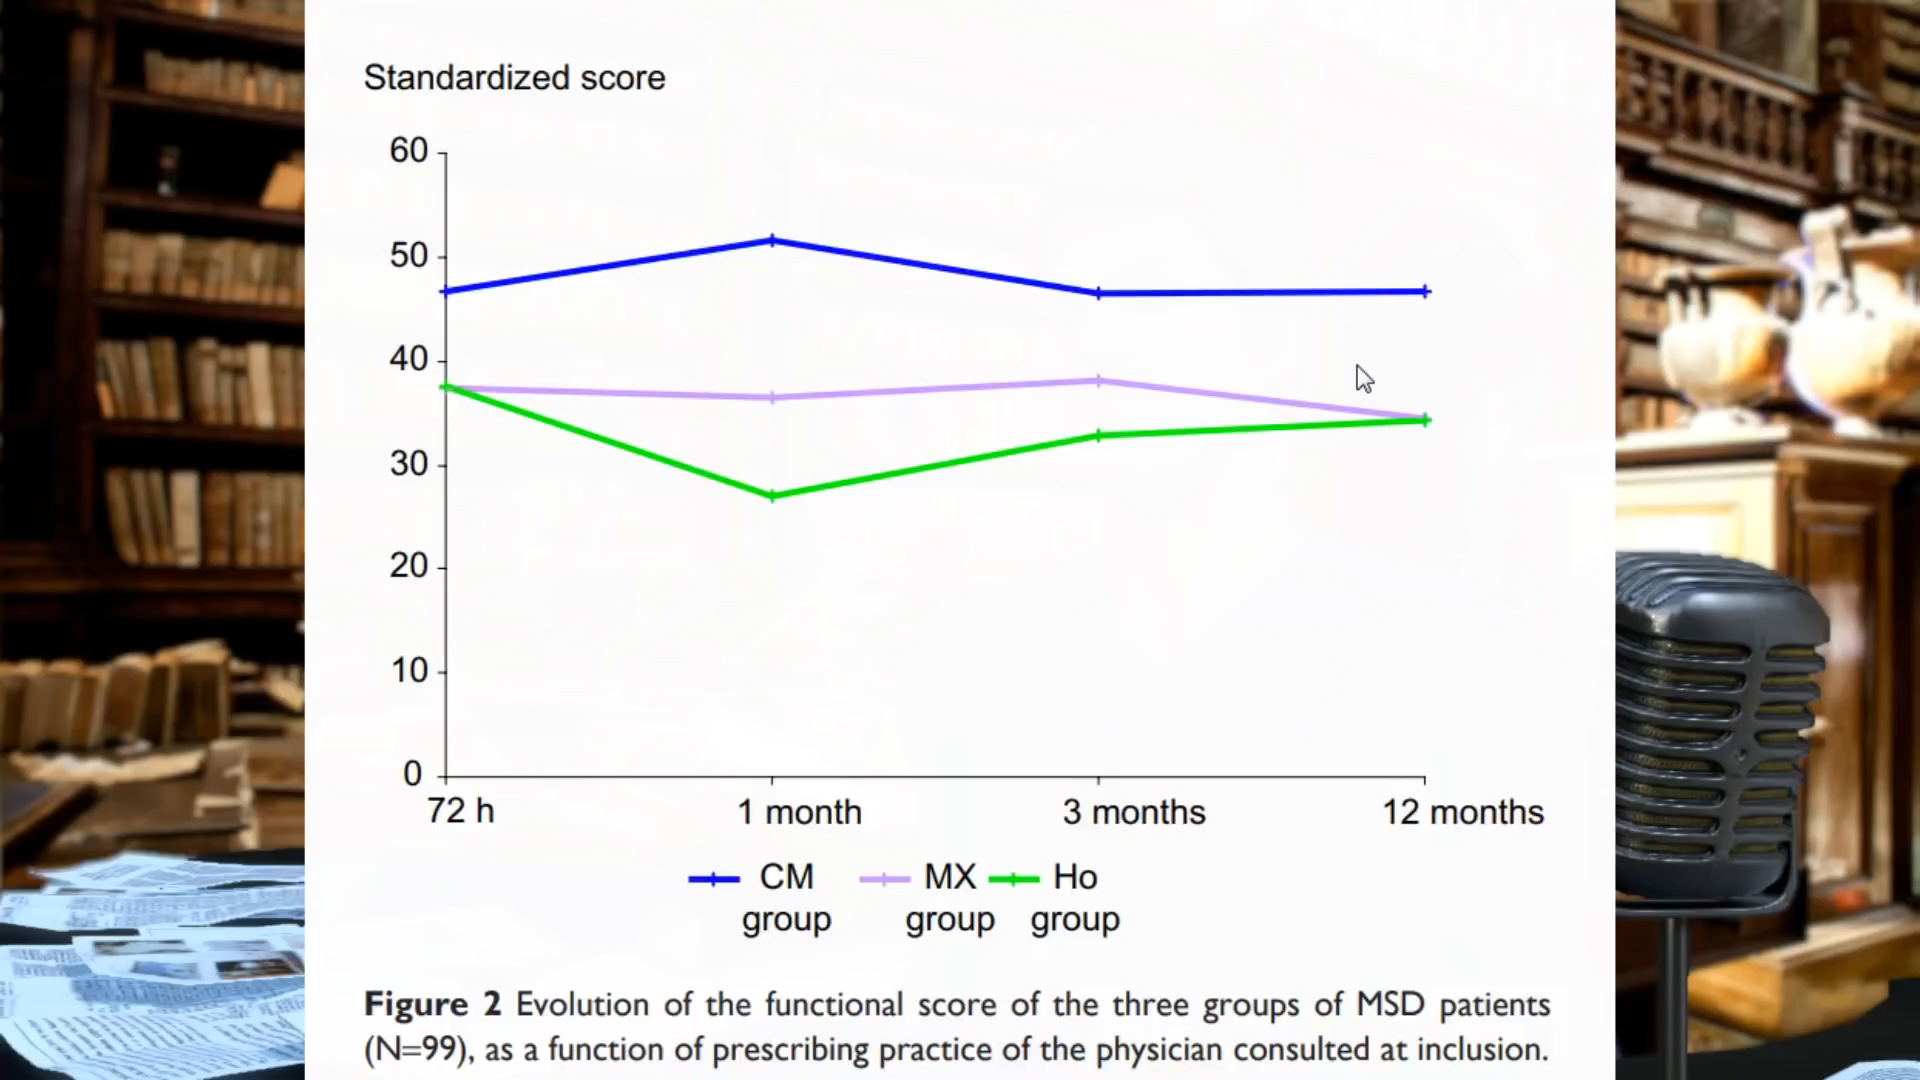 Standardized score
60
50
40
30
20
10
0
72 h 1 month 3 months 12 months
CM group MX group Ho group
Figure 2 Evolution of the functional score of the three groups of MSD patients
(N=99), as a function of prescribing practice of the physician consulted at inclusion.